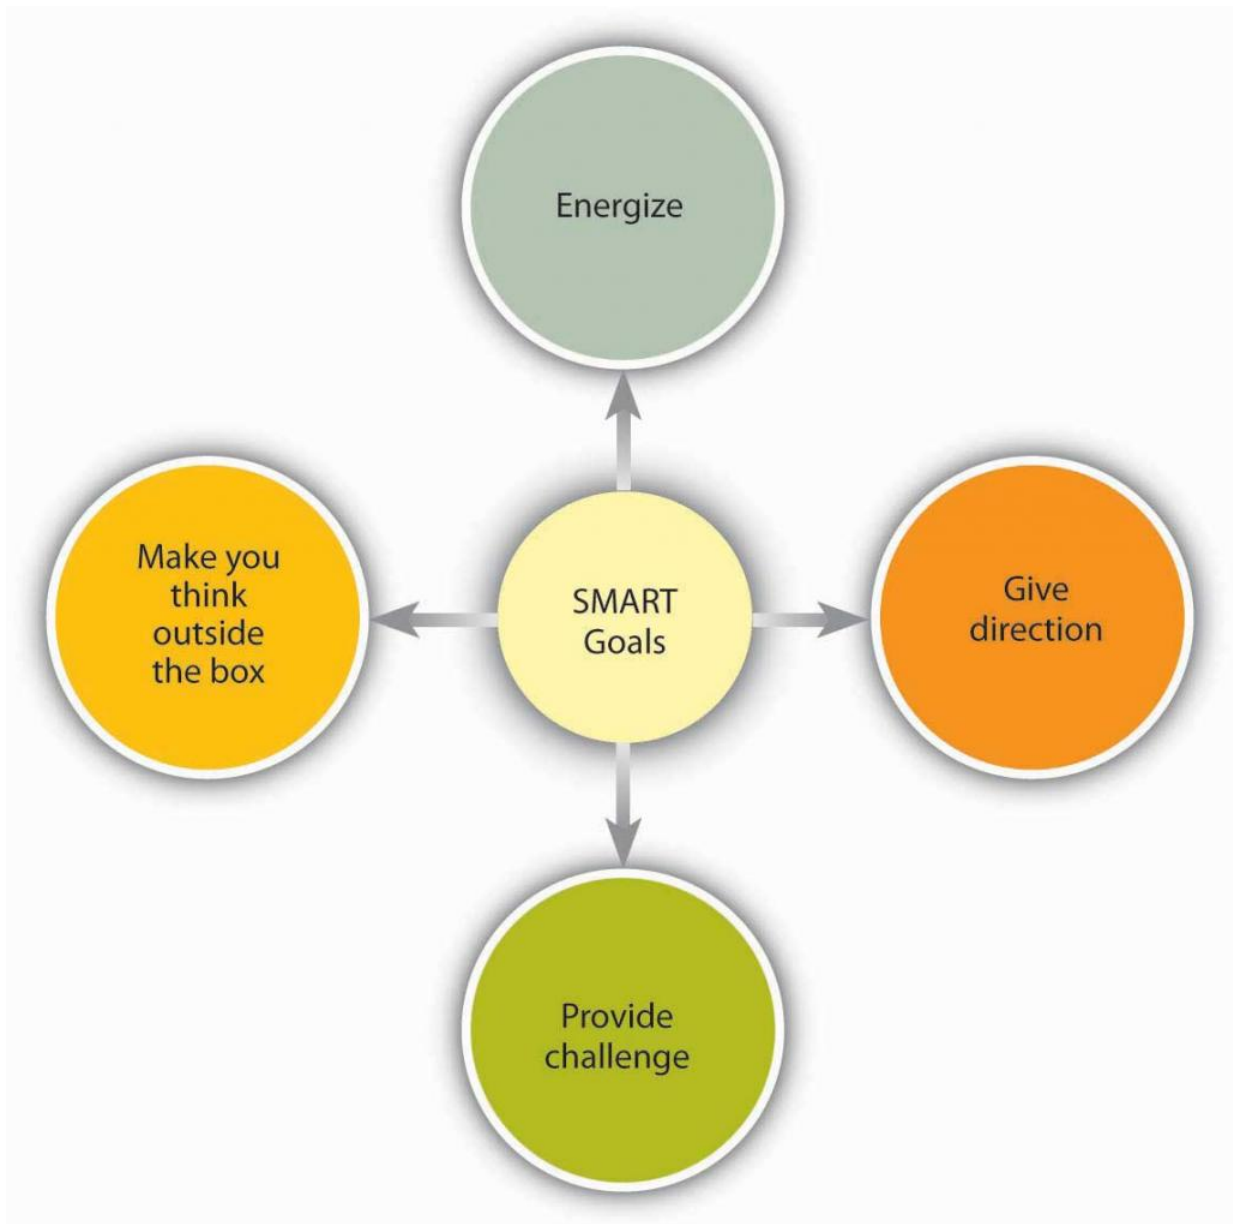 Energize
Make you
think
outside
the box
SMART
Goals
Give
direction
Provide
challenge